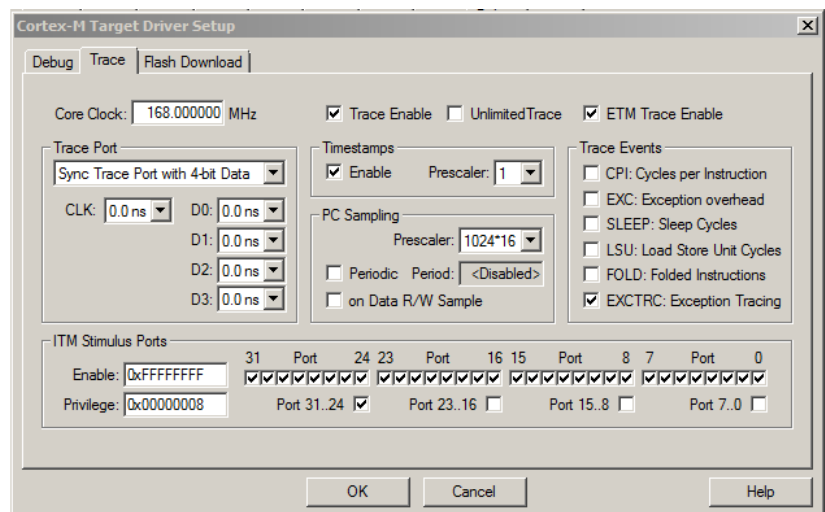 Cortex-M Target Driver Setup
Debug Trace Flash Download
Core Clock: 168.000000 MHz Trace Enable Unlimited Trace ETM Trace Enable
Trace Port
Sync Trace Port with 4-bit Data
CLK: 0.0 ns D0: 0.0 ns
D1: 0.0 ns
D2: 0.0 ns
D3: 0.0 ns
Timestamps
Enable Prescaler: 1
PC Sampling
Prescaler: 1024*16
Periodic Period: <Disabled>
on Data R/W Sample
Trace Events
CPI: Cycles per Instruction
EXC: Exception overhead
SLEEP: Sleep Cycles
LSU: Load Store Unit Cycles
FOLD: Folded Instructions
EXCTRC: Exception Tracing
ITM Stimulus Ports
31 Port 24 23 Port 16 15 Port 8 7 Port 0
Enable: 0xFFFFFFFF
Privilege: 0x00000008 Port 31..24 Port 23..16 Port 15..8 Port 7..0
OK Cancel Help